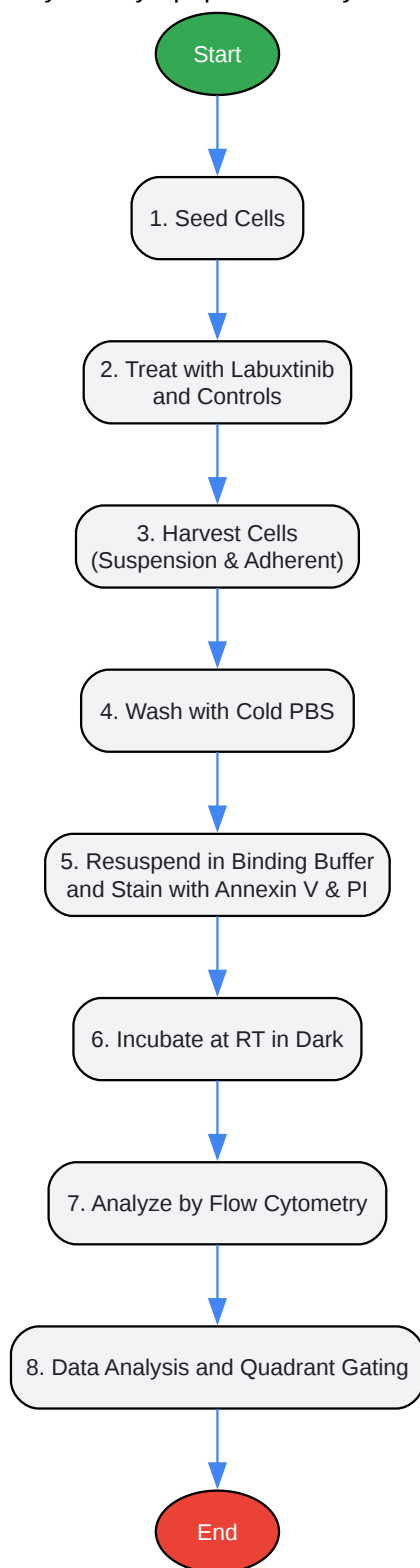 Start
1. Seed Cells
2. Treat with Labuxtinib
and Controls
3. Harvest Cells
(Suspension & Adherent)
4. Wash with Cold PBS
5. Resuspend in Binding Buffer
and Stain with Annexin V & PI
6. Incubate at RT in Dark
7. Analyze by Flow Cytometry
8. Data Analysis and Quadrant Gating
End